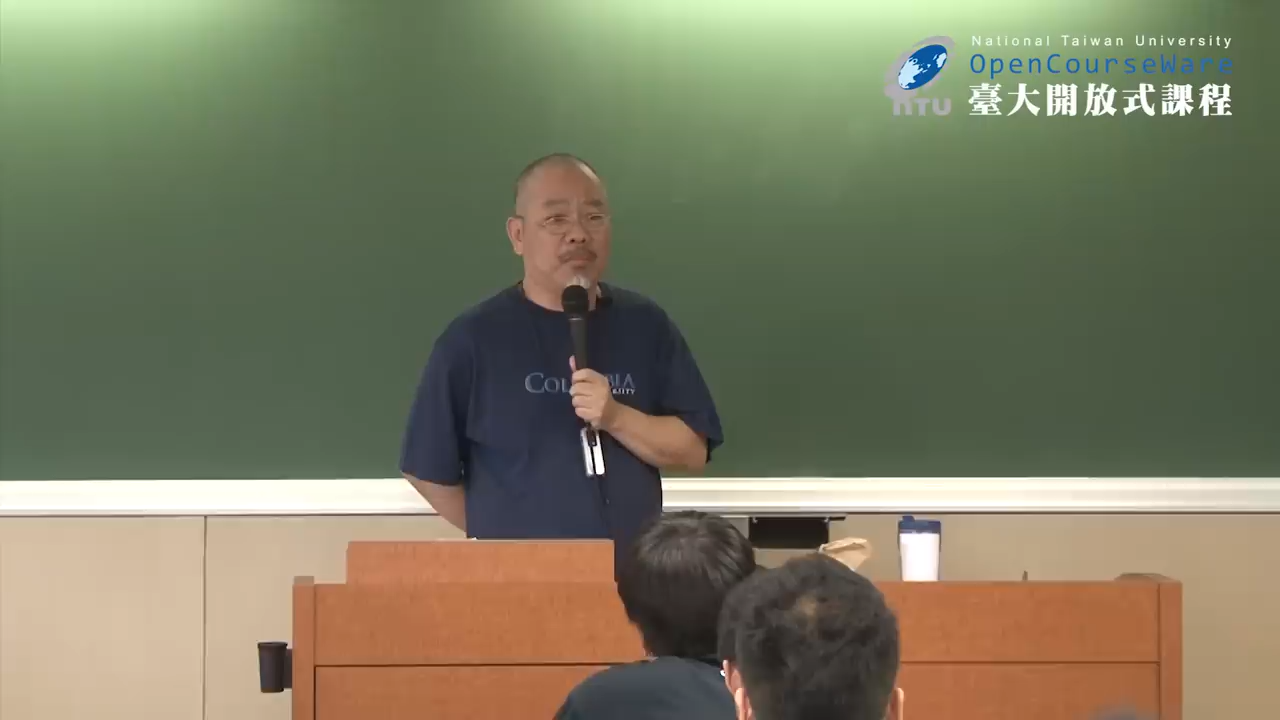 National Taiwan University
OpenCourseWare
NTU
臺大開放式課程